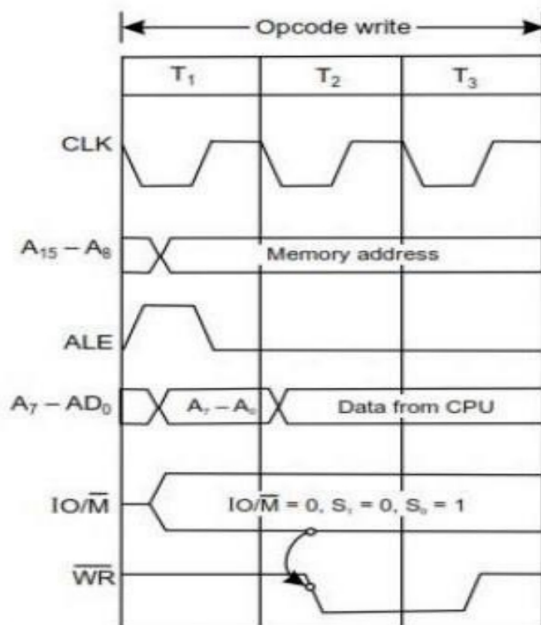 Opcode write
T₁ T₂ T₃
CLK
A₁₅ – A₈ Memory address
ALE
A₇ – AD₀ A₇ – A₀ Data from CPU
IO/M̅ IO/M̅ = 0, S₁ = 0, S₀ = 1
W̅R̅